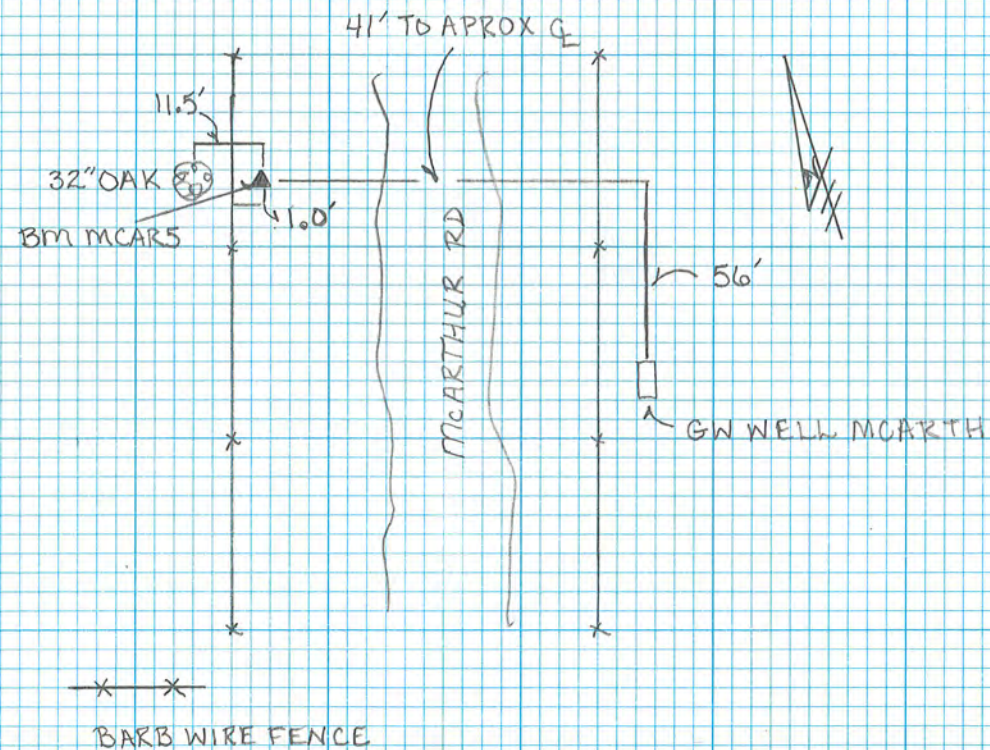 41' TO APROX ℄
11.5'
32" OAK
1.0'
BM MCAR5
McARTHUR RD
56'
GW WELL MCARTH
BARB WIRE FENCE